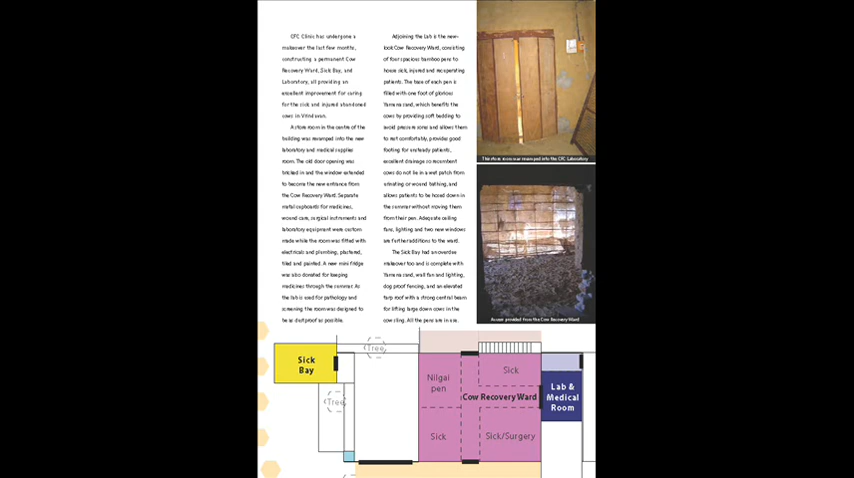 CFC Clinic has undergone a
makeover the last few months,
constructing a permanent Cow
Recovery Ward, Sick Bay, and
Laboratory, all providing an
excellent improvement for caring
for the sick and injured abandoned
cows in Vrindavan.
A store room in the centre of the
building was revamped into the new
laboratory and medical supplies
room. The old door opening was
bricked in and the window extended
to become the new entrance from
the Cow Recovery Ward. Separate
metal cupboards for medicines,
wound care, surgical instruments and
laboratory equipment were custom
made while the room was fitted with
electricals and plumbing, plastered,
tiled and painted. A new mini fridge
was also donated for keeping
medicines through the summer. As
the lab is used for pathology and
screening the room was designed to
be as dustproof as possible.
Adjoining the Lab is the new-
look Cow Recovery Ward, consisting
of four spacious bamboo pens to
house sick, injured and recuperating
patients. The base of each pen is
filled with one foot of glorious
Yamuna sand, which benefits the
cows by providing soft bedding to
avoid pressure sores and allows them
to rest comfortably, provides good
footing for unsteady patients,
excellent drainage so recumbent
cows do not lie in a wet patch from
urinating or wound bathing, and
allows patients to be hosed down in
the summer without moving them
from their pen. Adequate ceiling
fans, lighting and two new windows
are further additions to the ward.
The Sick Bay had an overdue
makeover too and is complete with
Yamuna sand, wall fan and lighting,
dog proof fencing, and an elevated
tarp roof with a strong central beam
for lifting large down cows in the
cow sling. All the pens are in use.
This store room was revamped into the CFC Laboratory
Access provided from the Cow Recovery Ward
Sick
Bay
Tree
Tree
Nilgai
pen
Sick
Cow Recovery Ward
Sick
Sick/Surgery
Lab &
Medical
Room